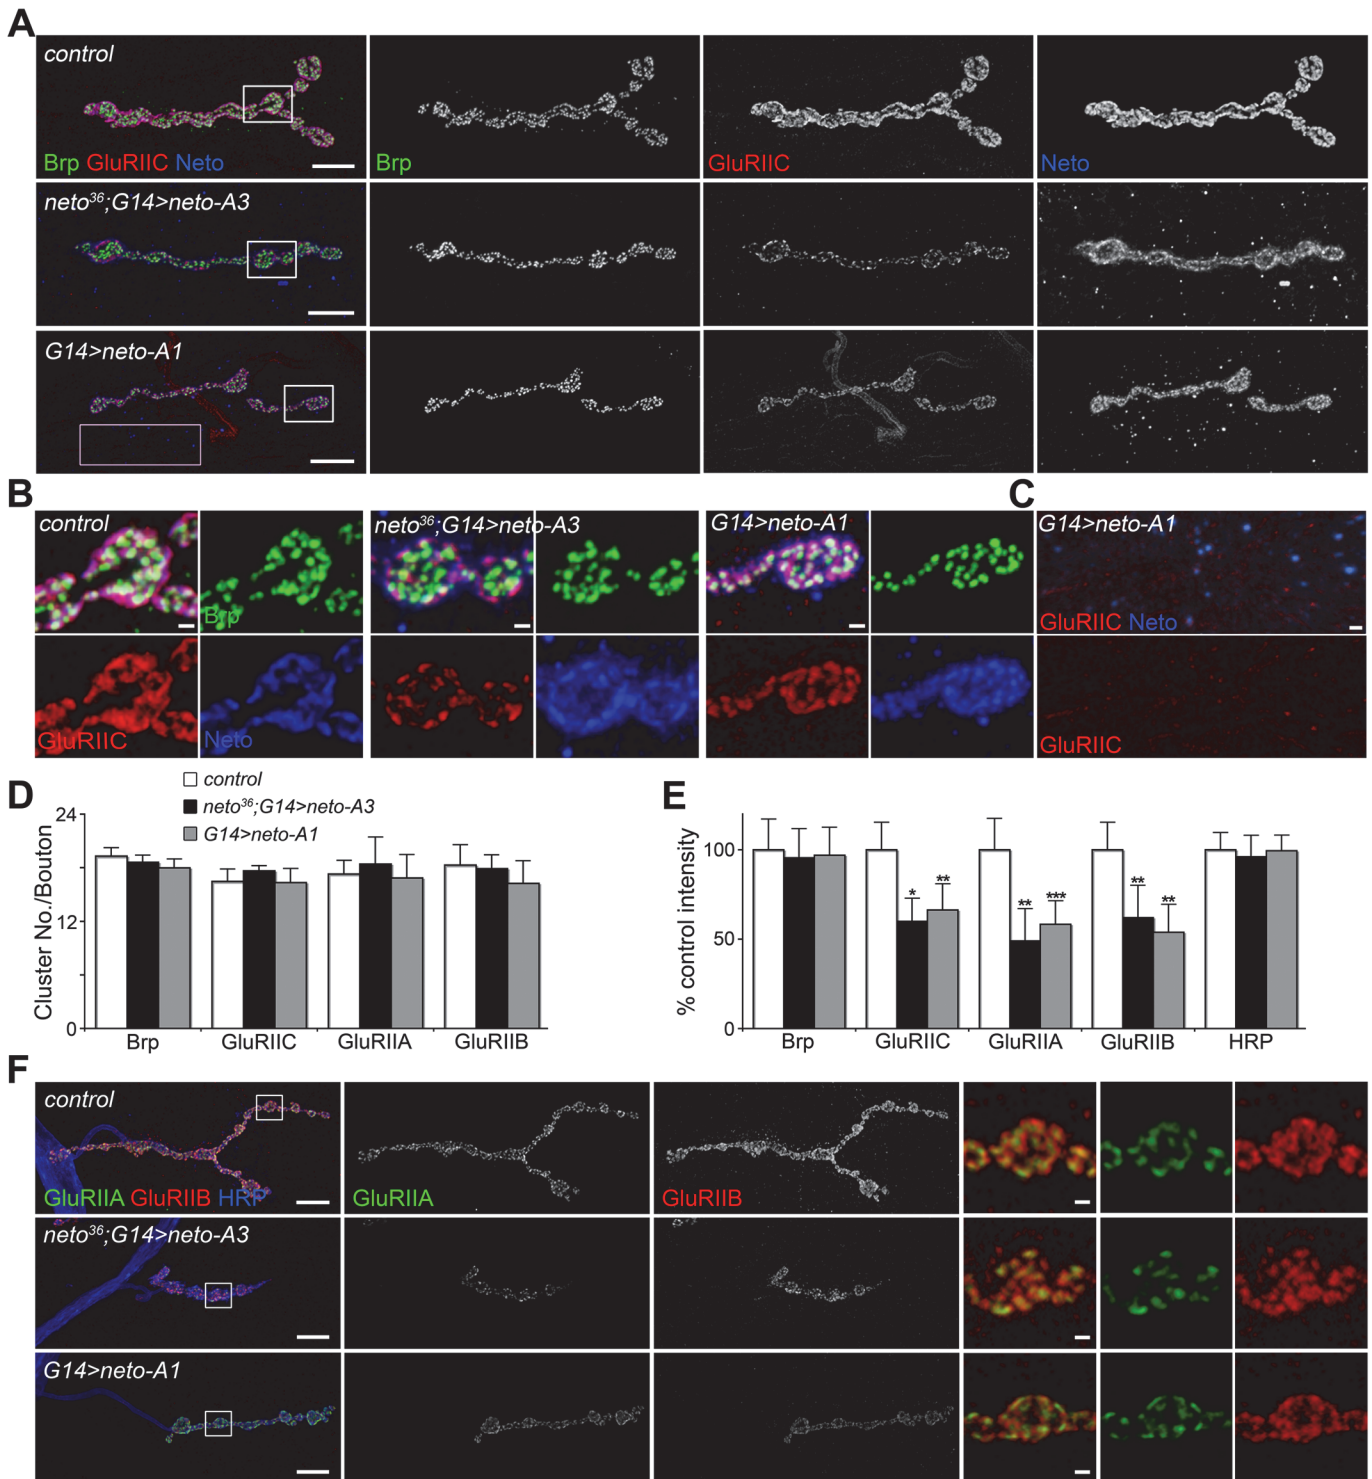 A
control
Brp GluRIIC Neto
Brp
GluRIIC
Neto
neto36;G14>neto-A3
G14>neto-A1
B
C
control
neto36;G14>neto-A3
G14>neto-A1
G14>neto-A1
Brp
GluRIIC Neto
GluRIIC
Neto
GluRIIC
D
control
neto36;G14>neto-A3
G14>neto-A1
Cluster No./Bouton
24
12
0
Brp
GluRIIC
GluRIIA
GluRIIB
E
% control intensity
100
50
0
*
**
**
***
**
**
Brp
GluRIIC
GluRIIA
GluRIIB
HRP
F
control
GluRIIA GluRIIB HRP
GluRIIA
GluRIIB
neto36;G14>neto-A3
G14>neto-A1